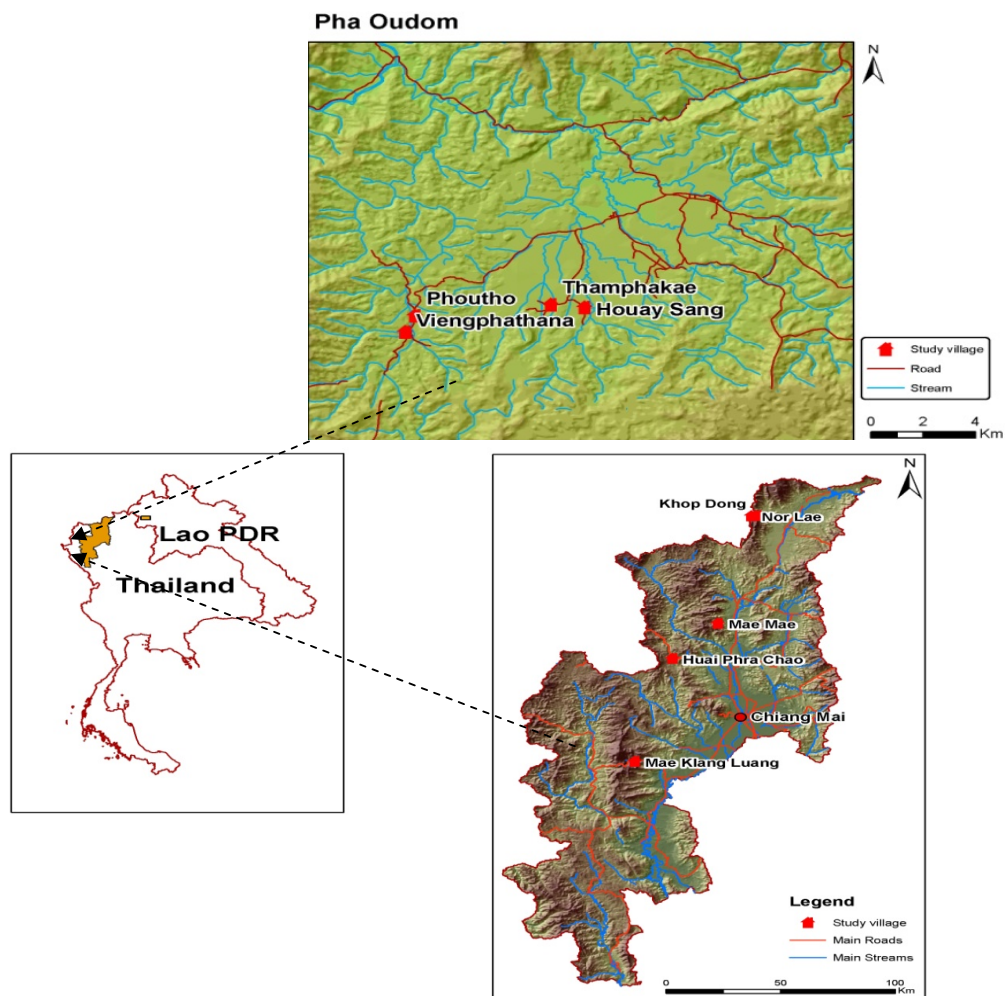 Pha Oudom
N
Thamphakae
Phoutho
Houay Sang
Viengphathana
Study village
Road
Stream
0 2 4
Km
Lao PDR
Thailand
N
Khop Dong
Nor Lae
Mae Mae
Huai Phra Chao
Chiang Mai
Mae Klang Luang
Legend
Study village
Main Roads
Main Streams
0 50 100
Km